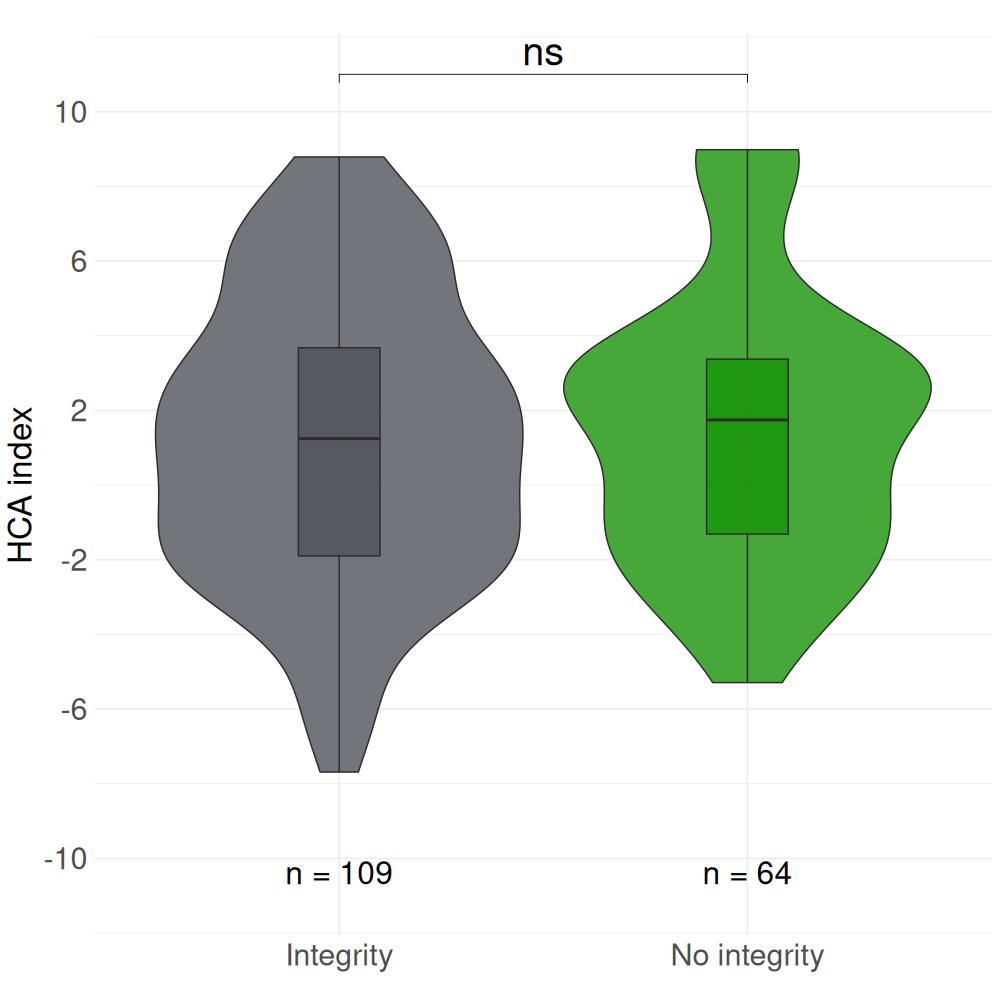 ns
10
6
2
-2
-6
-10
HCA index
n = 109
n = 64
Integrity
No integrity